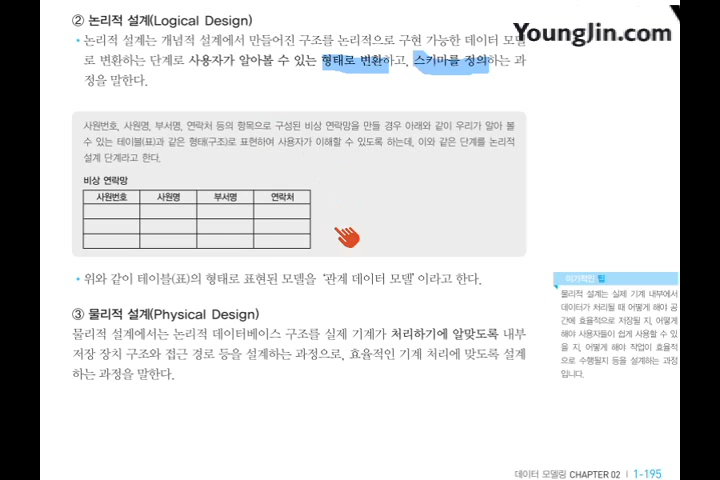 ② 논리적 설계(Logical Design)
YoungJin.com
• 논리적 설계는 개념적 설계에서 만들어진 구조를 논리적으로 구현 가능한 데이터 모델
로 변환하는 단계로 사용자가 알아볼 수 있는 형태로 변환하고, 스키마를 정의하는 과
정을 말한다.
사원번호, 사원명, 부서명, 연락처 등의 항목으로 구성된 비상 연락망을 만들 경우 아래와 같이 우리가 알아 볼
수 있는 테이블(표)과 같은 형태(구조)로 표현하여 사용자가 이해할 수 있도록 하는데, 이와 같은 단계를 논리적
설계 단계라고 한다.
비상 연락망
사원번호 사원명 부서명 연락처
• 위와 같이 테이블(표)의 형태로 표현된 모델을 ‘관계 데이터 모델’이라고 한다.
③ 물리적 설계(Physical Design)
물리적 설계에서는 논리적 데이터베이스 구조를 실제 기계가 처리하기에 알맞도록 내부
저장 장치 구조와 접근 경로 등을 설계하는 과정으로, 효율적인 기계 처리에 맞도록 설계
하는 과정을 말한다.
이기적인 팁
물리적 설계는 실제 기계 내부에서
데이터가 처리될 때 어떻게 해야 공
간에 효율적으로 저장될 지, 어떻게
해야 사용자들이 쉽게 사용할 수 있
을 지, 어떻게 해야 작업이 효율적
으로 수행될지 등을 설계하는 과정
입니다.
데이터 모델링 CHAPTER 02 | 1-195